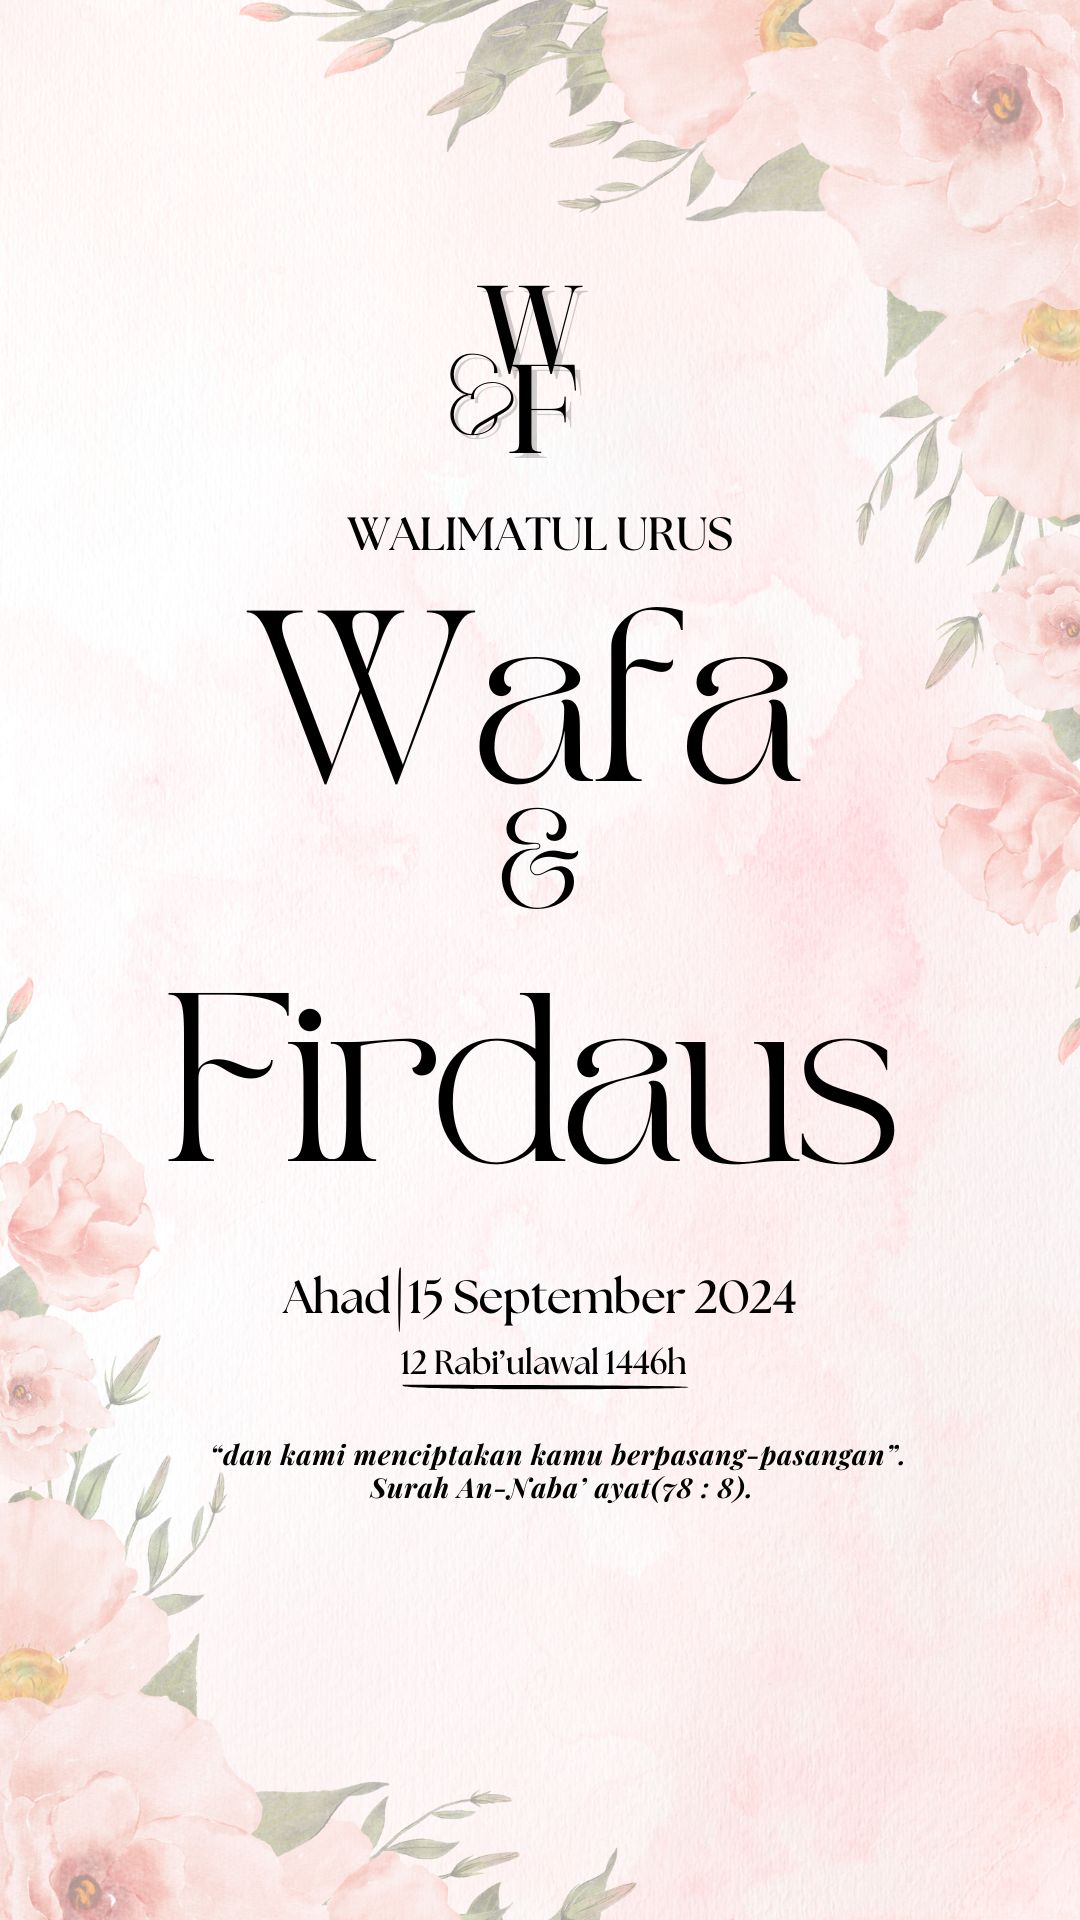 W
&F
WALIMATUL URUS
Wafa
&
Firdaus
Ahad|15 September 2024
12 Rabi’ulawal 1446h
“dan kami menciptakan kamu berpasang-pasangan”.
Surah An-Naba’ ayat(78 : 8).